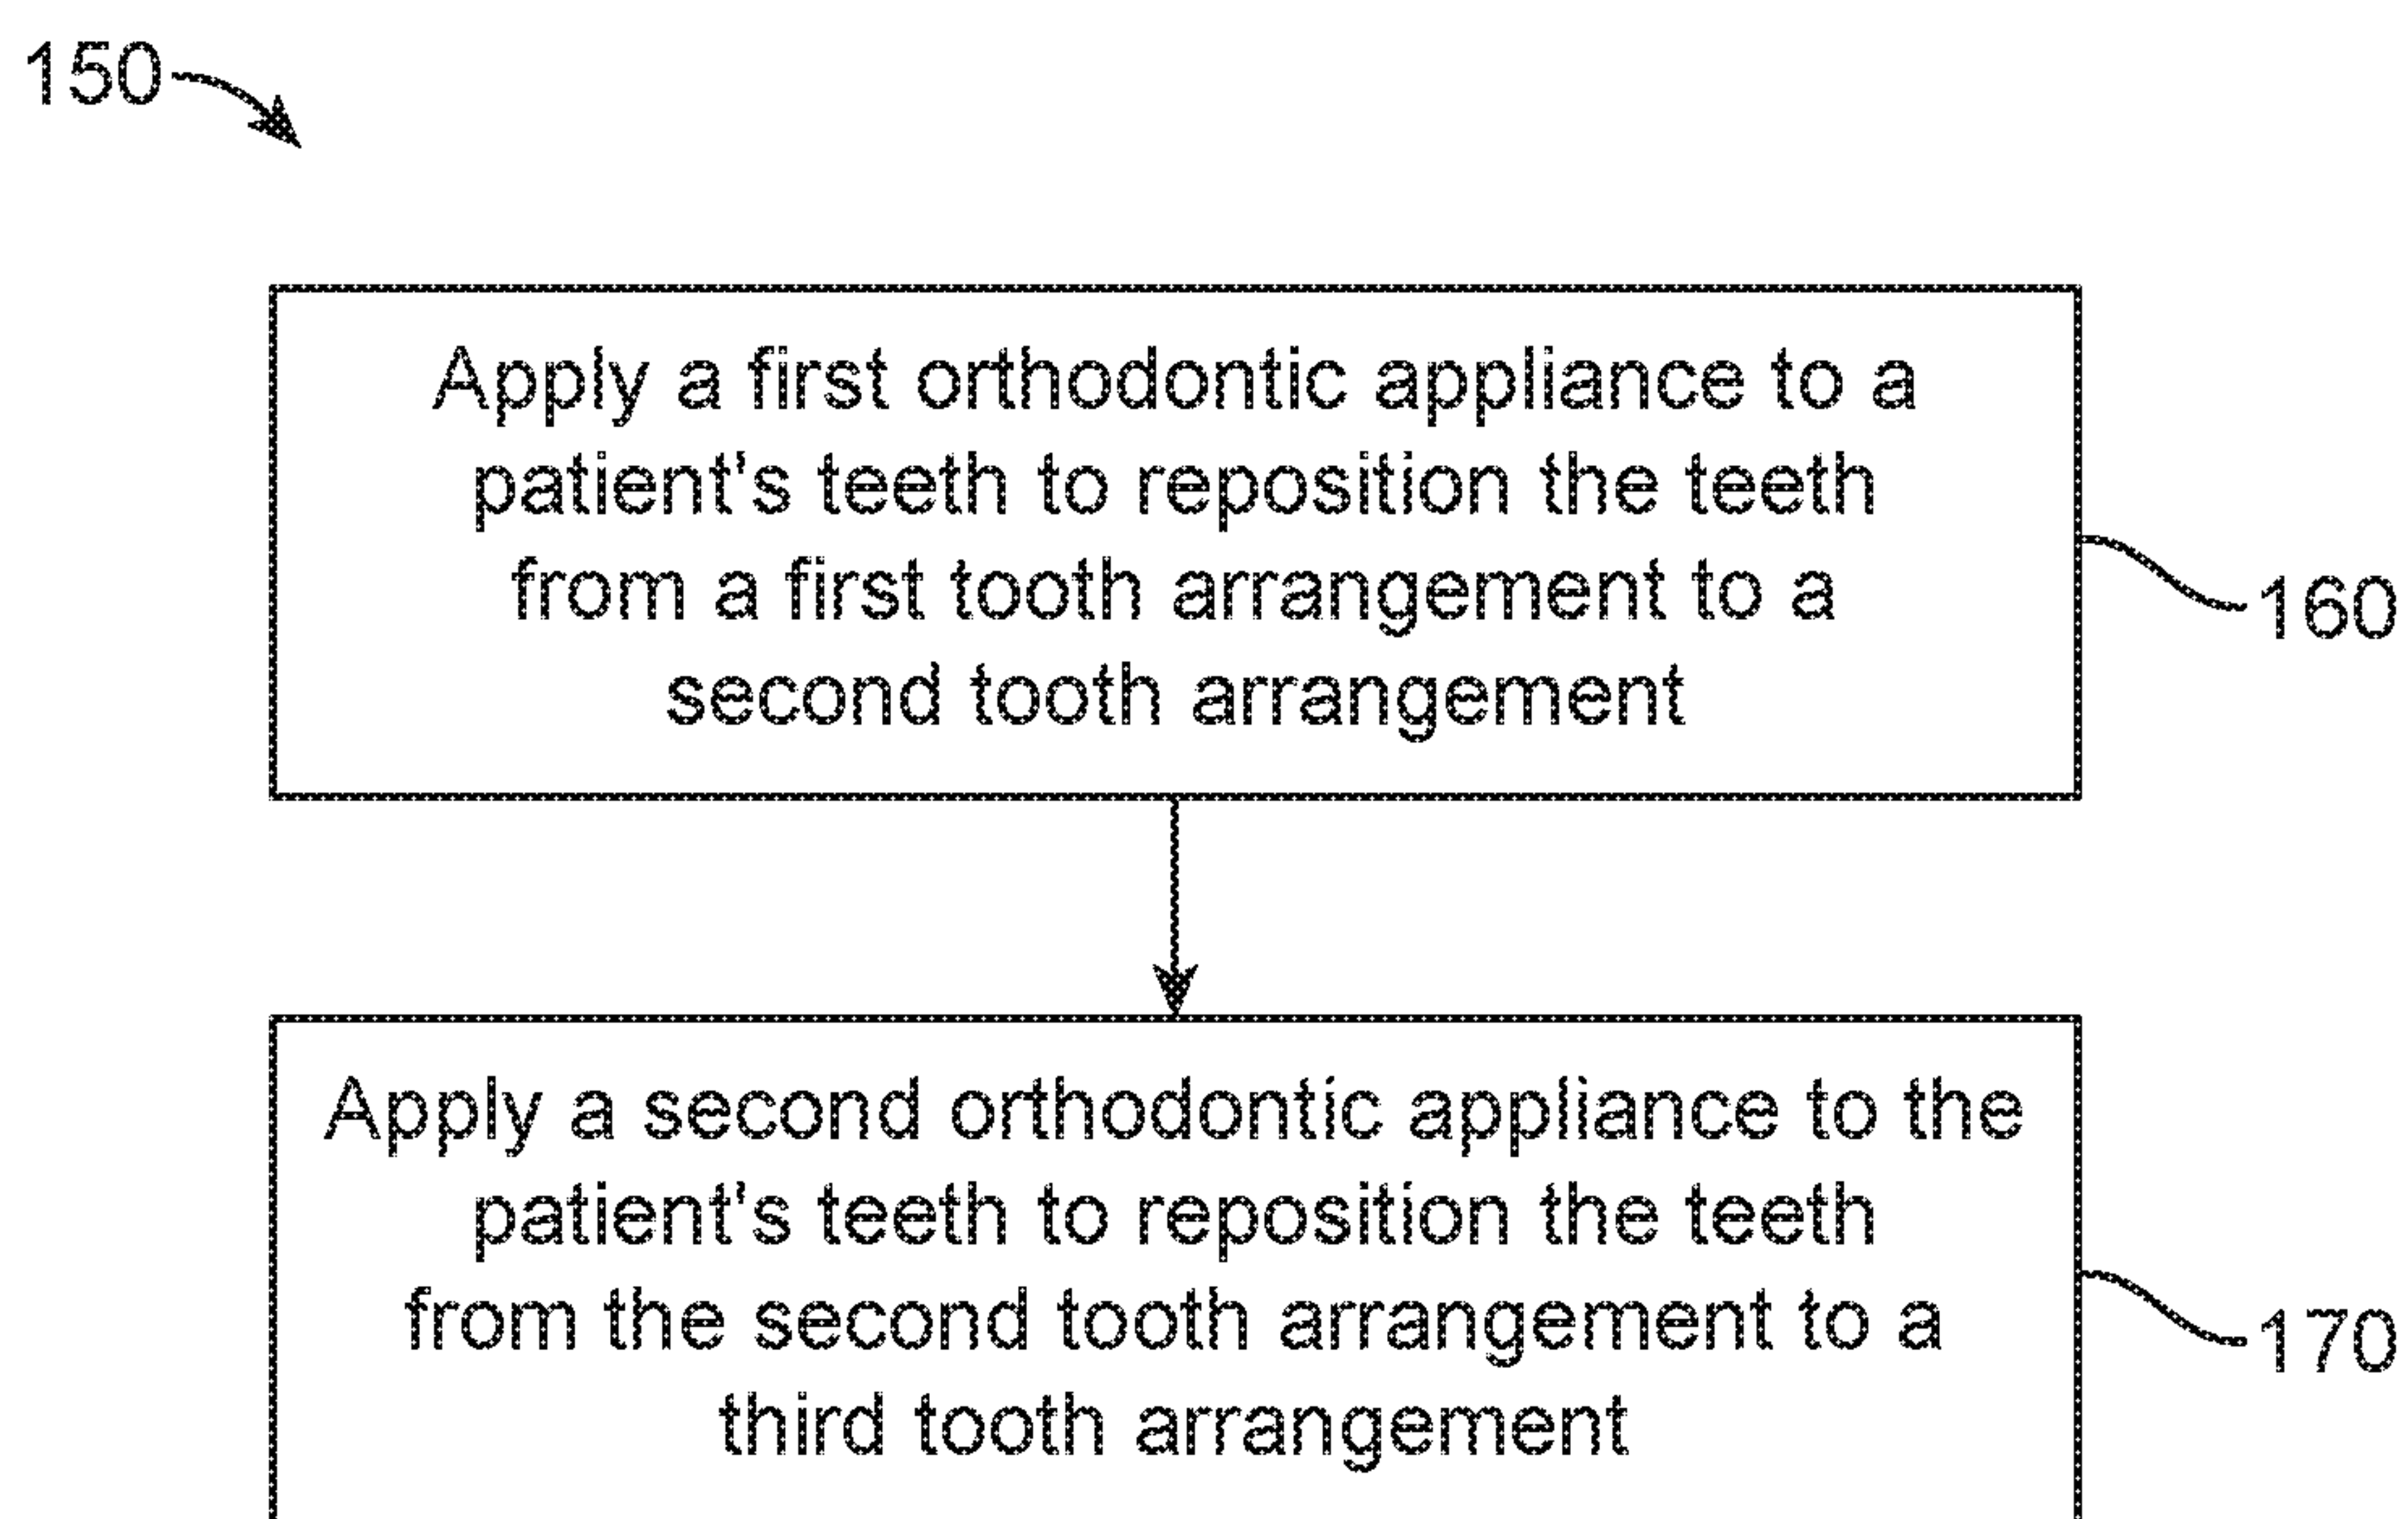 150
Apply a first orthodontic appliance to a
patient's teeth to reposition the teeth
from a first tooth arrangement to a
second tooth arrangement
160
Apply a second orthodontic appliance to the
patient's teeth to reposition the teeth
from the second tooth arrangement to a
third tooth arrangement
170